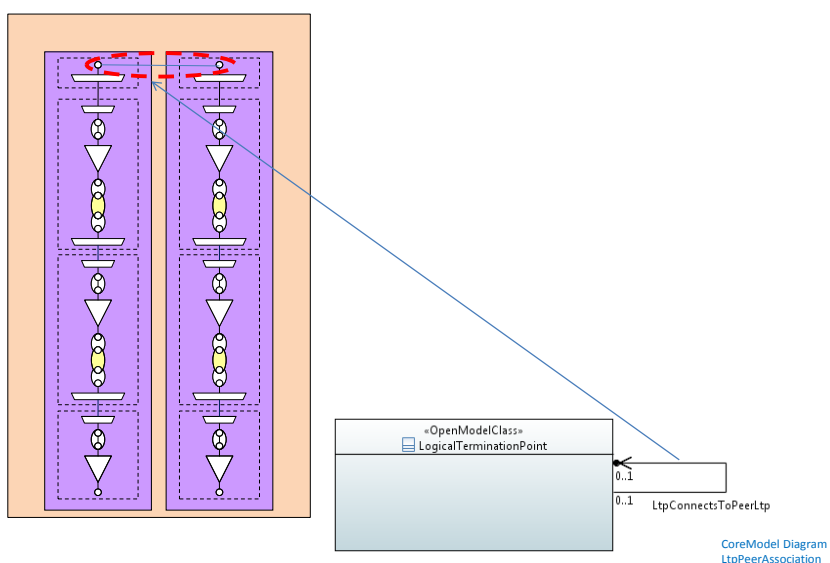 «OpenModelClass»
LogicalTerminationPoint
0..1
0..1
LtpConnectsToPeerLtp
CoreModel Diagram
LtpPeerAssociation